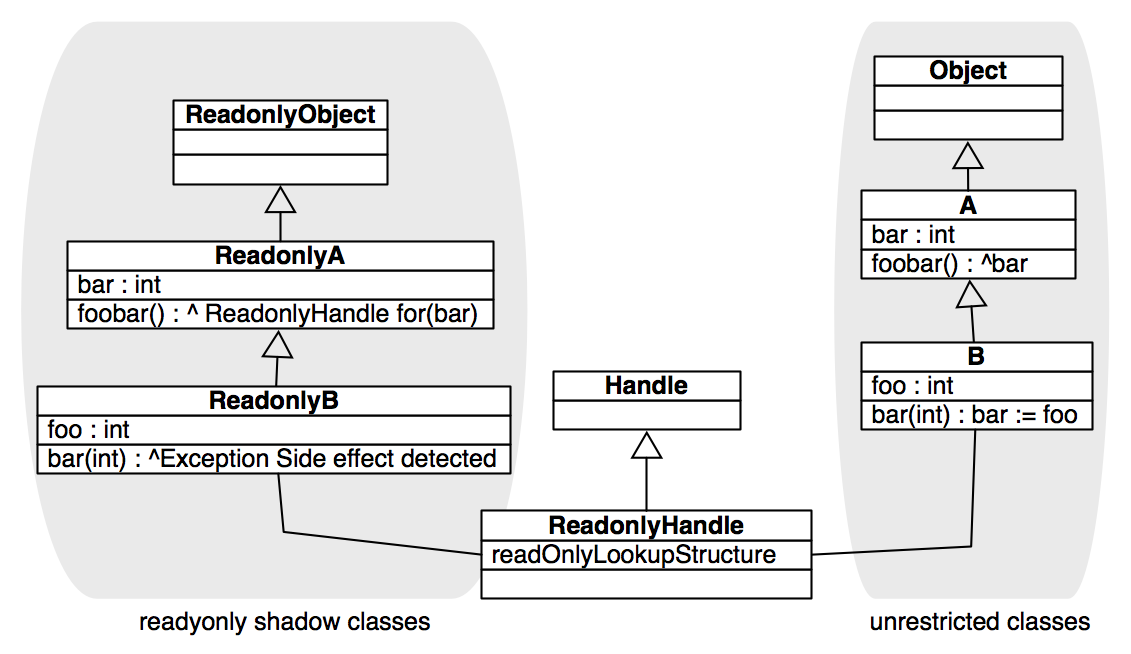 ReadonlyObject
ReadonlyA
bar : int
foobar() : ^ ReadonlyHandle for(bar)
ReadonlyB
foo : int
bar(int) : ^Exception Side effect detected
Handle
ReadonlyHandle
readOnlyLookupStructure
Object
A
bar : int
foobar() : ^bar
B
foo : int
bar(int) : bar := foo
readyonly shadow classes
unrestricted classes